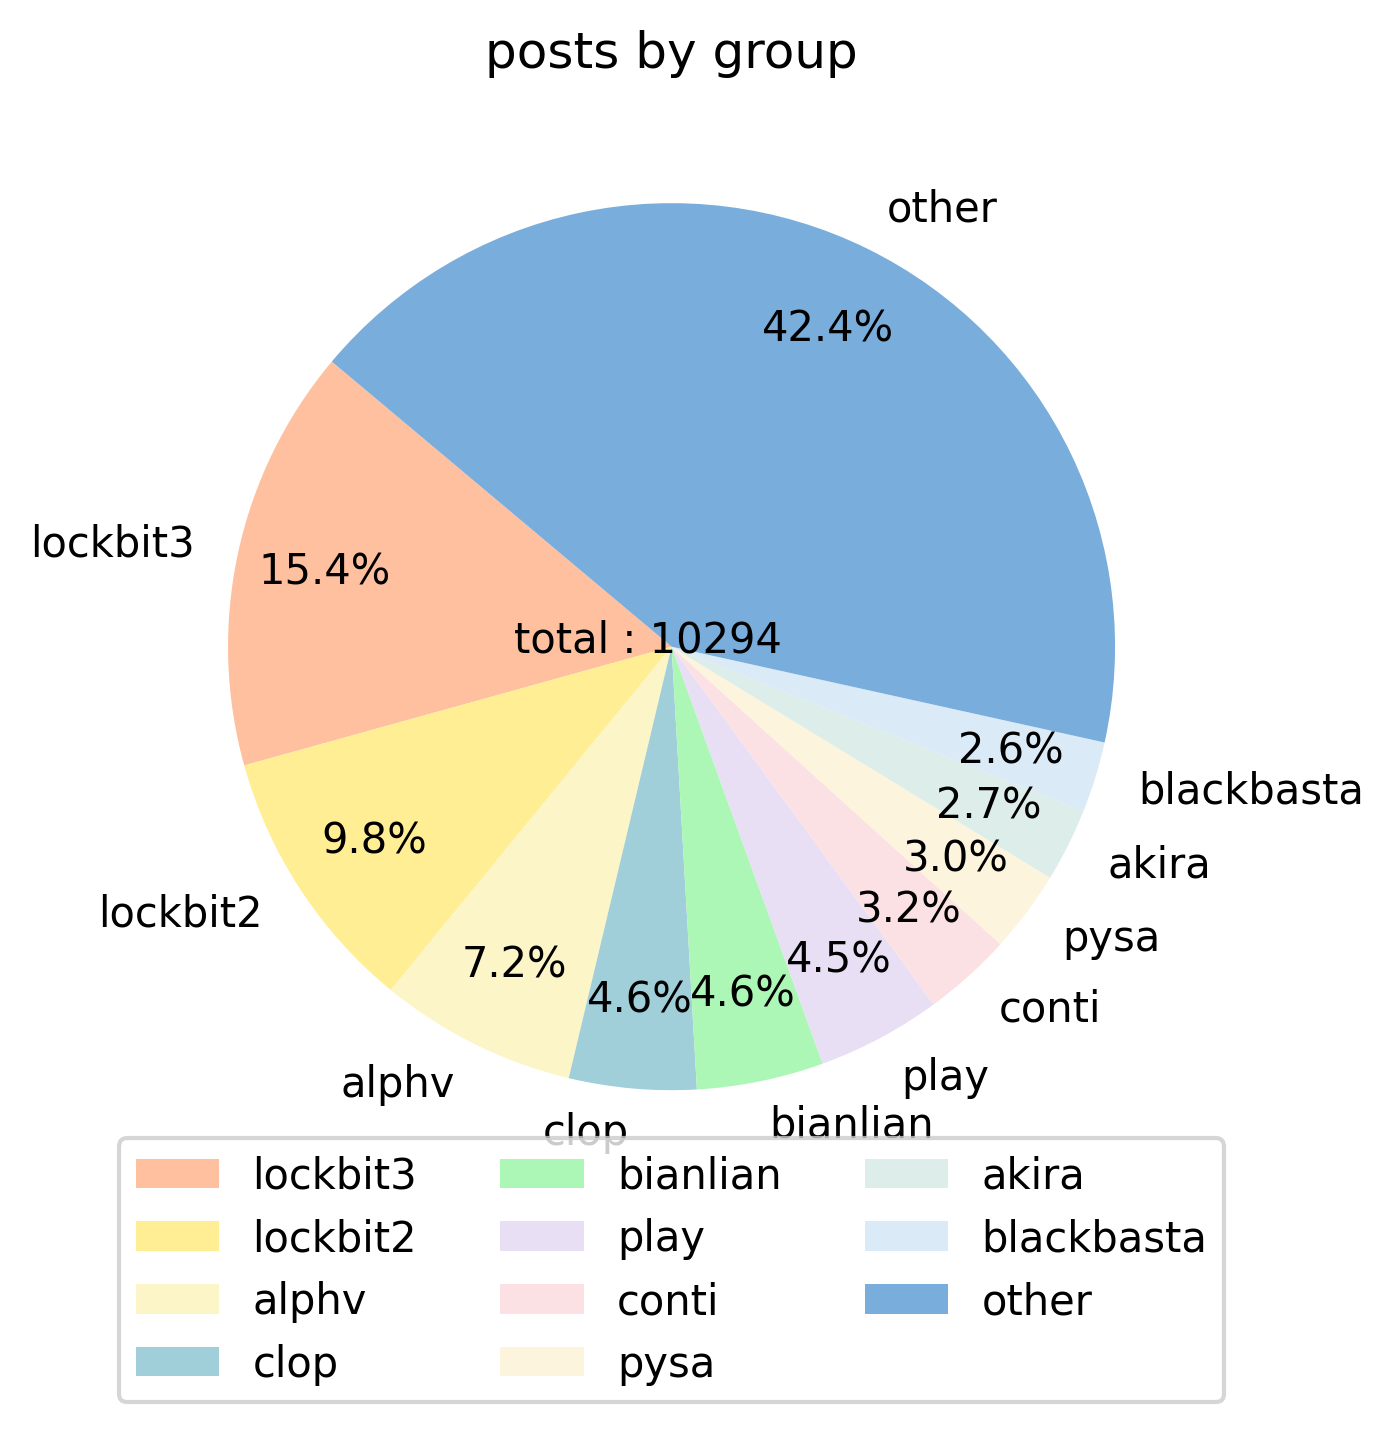 posts by group
other
42.4%
lockbit3
15.4%
total : 10294
2.6%
blackbasta
2.7%
akira
3.0%
pysa
3.2%
conti
4.5%
play
4.6%
bianlian
4.6%
clop
7.2%
alphv
9.8%
lockbit2
lockbit3
lockbit2
alphv
clop
bianlian
play
conti
pysa
akira
blackbasta
other